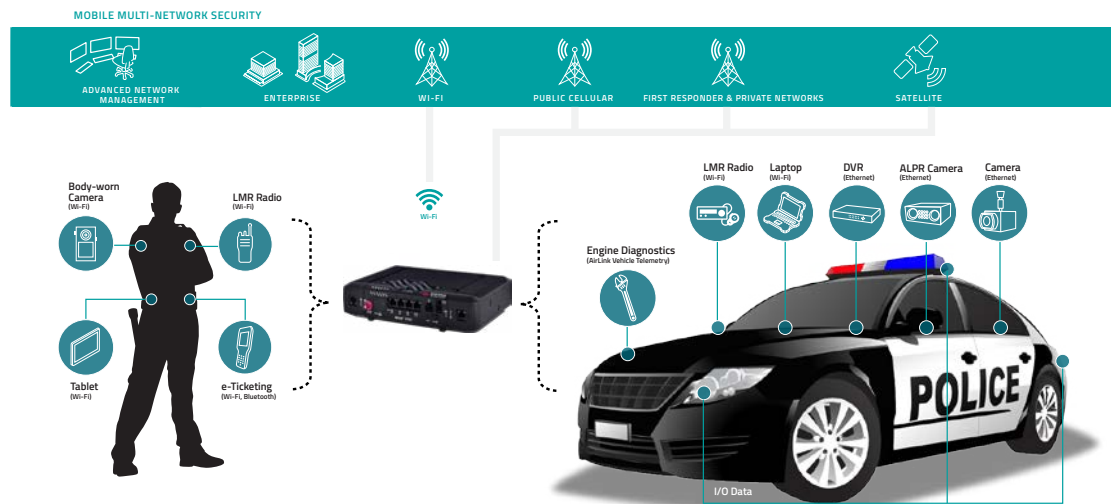 MOBILE MULTI-NETWORK SECURITY
ADVANCED NETWORK
MANAGEMENT
ENTERPRISE
WI-FI
PUBLIC CELLULAR
FIRST RESPONDER & PRIVATE NETWORKS
SATELLITE
Body-worn
Camera
(Wi-Fi)
LMR Radio
(Wi-Fi)
Tablet
(Wi-Fi)
e-Ticketing
(Wi-Fi, Bluetooth)
Wi-Fi
Engine Diagnostics
(AirLink Vehicle Telemetry)
LMR Radio
(Wi-Fi)
Laptop
(Wi-Fi)
DVR
(Ethernet)
ALPR Camera
(Ethernet)
Camera
(Ethernet)
POLICE
I/O Data